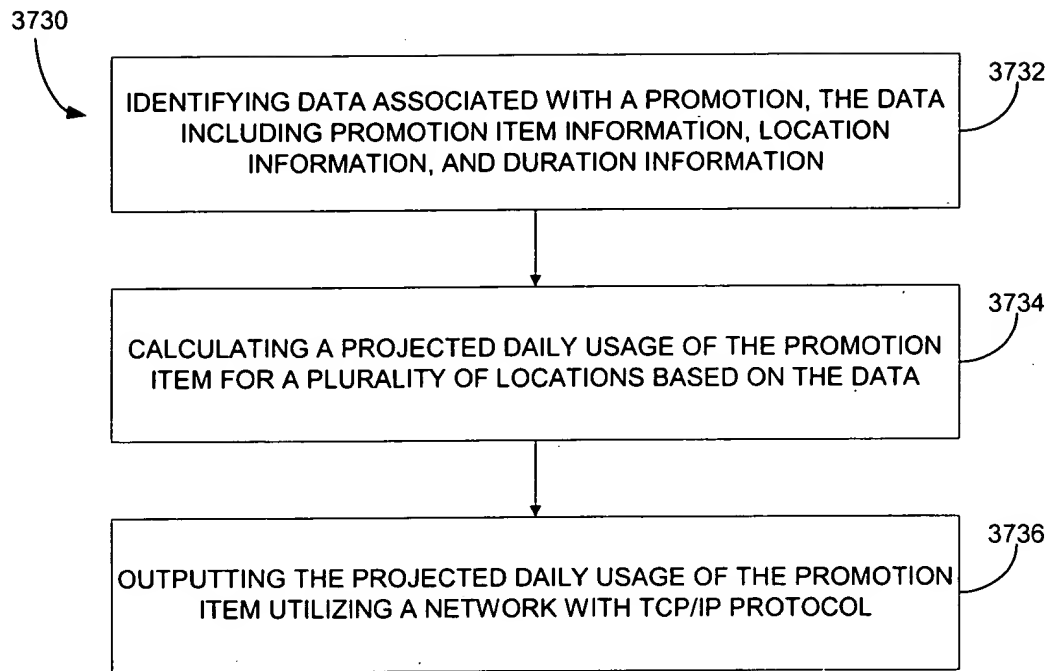 3730
3732
IDENTIFYING DATA ASSOCIATED WITH A PROMOTION, THE DATA
INCLUDING PROMOTION ITEM INFORMATION, LOCATION
INFORMATION, AND DURATION INFORMATION
3734
CALCULATING A PROJECTED DAILY USAGE OF THE PROMOTION
ITEM FOR A PLURALITY OF LOCATIONS BASED ON THE DATA
3736
OUTPUTTING THE PROJECTED DAILY USAGE OF THE PROMOTION
ITEM UTILIZING A NETWORK WITH TCP/IP PROTOCOL